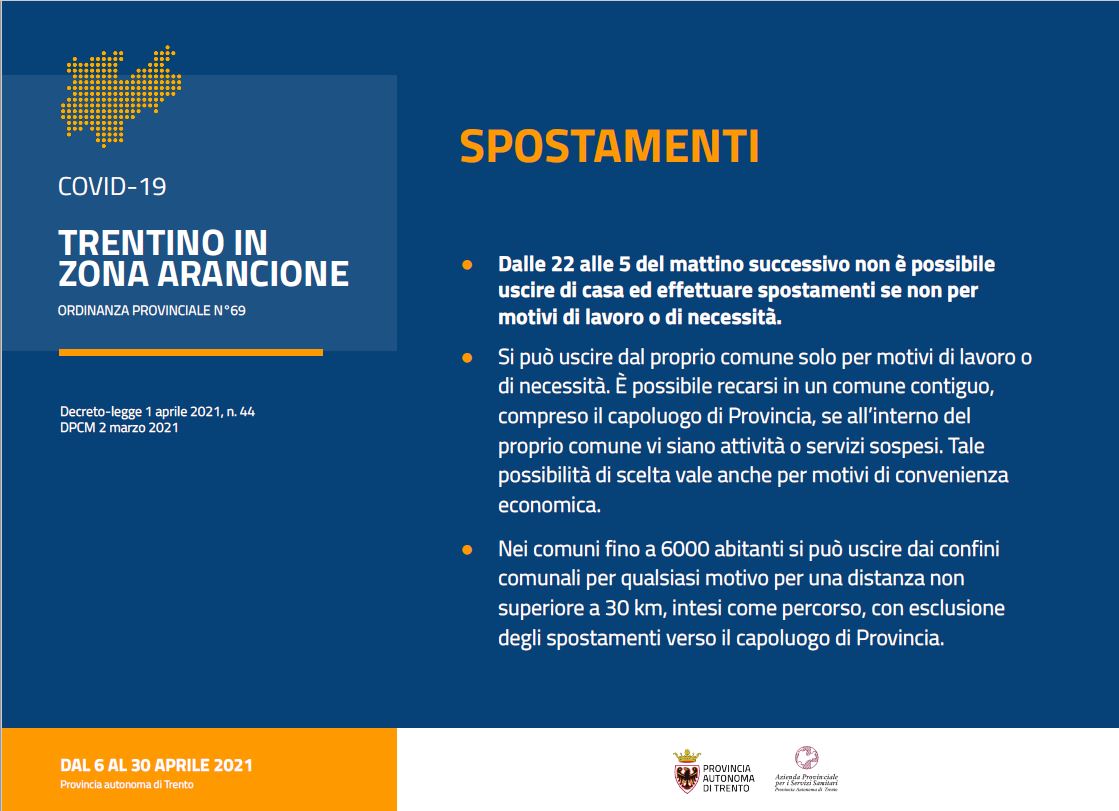 COVID-19
TRENTINO IN
ZONA ARANCIONE
ORDINANZA PROVINCIALE N°69
Decreto-legge 1 aprile 2021, n. 44
DPCM 2 marzo 2021
SPOSTAMENTI
• Dalle 22 alle 5 del mattino successivo non è possibile
uscire di casa ed effettuare spostamenti se non per
motivi di lavoro o di necessità.
• Si può uscire dal proprio comune solo per motivi di lavoro o
di necessità. È possibile recarsi in un comune contiguo,
compreso il capoluogo di Provincia, se all’interno del
proprio comune vi siano attività o servizi sospesi. Tale
possibilità di scelta vale anche per motivi di convenienza
economica.
• Nei comuni fino a 6000 abitanti si può uscire dai confini
comunali per qualsiasi motivo per una distanza non
superiore a 30 km, intesi come percorso, con esclusione
degli spostamenti verso il capoluogo di Provincia.
DAL 6 AL 30 APRILE 2021
Provincia autonoma di Trento
PROVINCIA
AUTONOMA
DI TRENTO
Azienda Provinciale
per i Servizi Sanitari
Provincia Autonoma di Trento